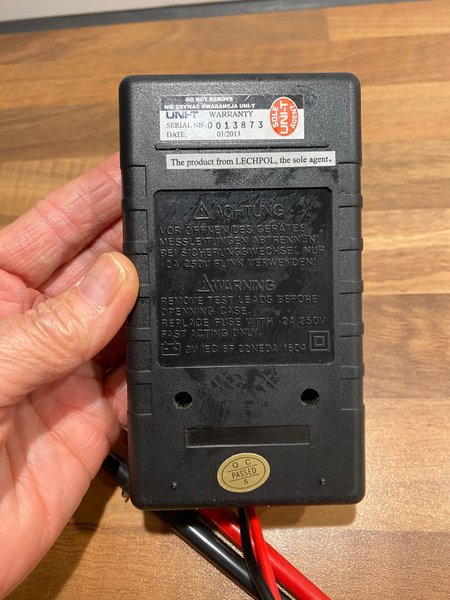 DO NOT REMOVE
NIE ZRYWAĆ GWARANCJA UNI-T
UNI-T WARRANTY
SERIAL NB: 0013873
DATE: 01/2013
SOLE
UNI-T
AGENT
The product from LECHPOL, the sole agent.
ACHTUNG
VOR ÖFFNEN DES GERÄTES
MESSLEITUNGEN ABTRENNEN!
BEI SICHERUNGSWECHSEL NUR
.2A 250V FLINK VERWENDEN!
WARNING
REMOVE TEST LEADS BEFORE
OPENNING CASE.
REPLACE FUSE WITH .2A 250V
FAST ACTING ONLY.
9V IEC 6F 22NEDA 1604
Q C
PASSED
5